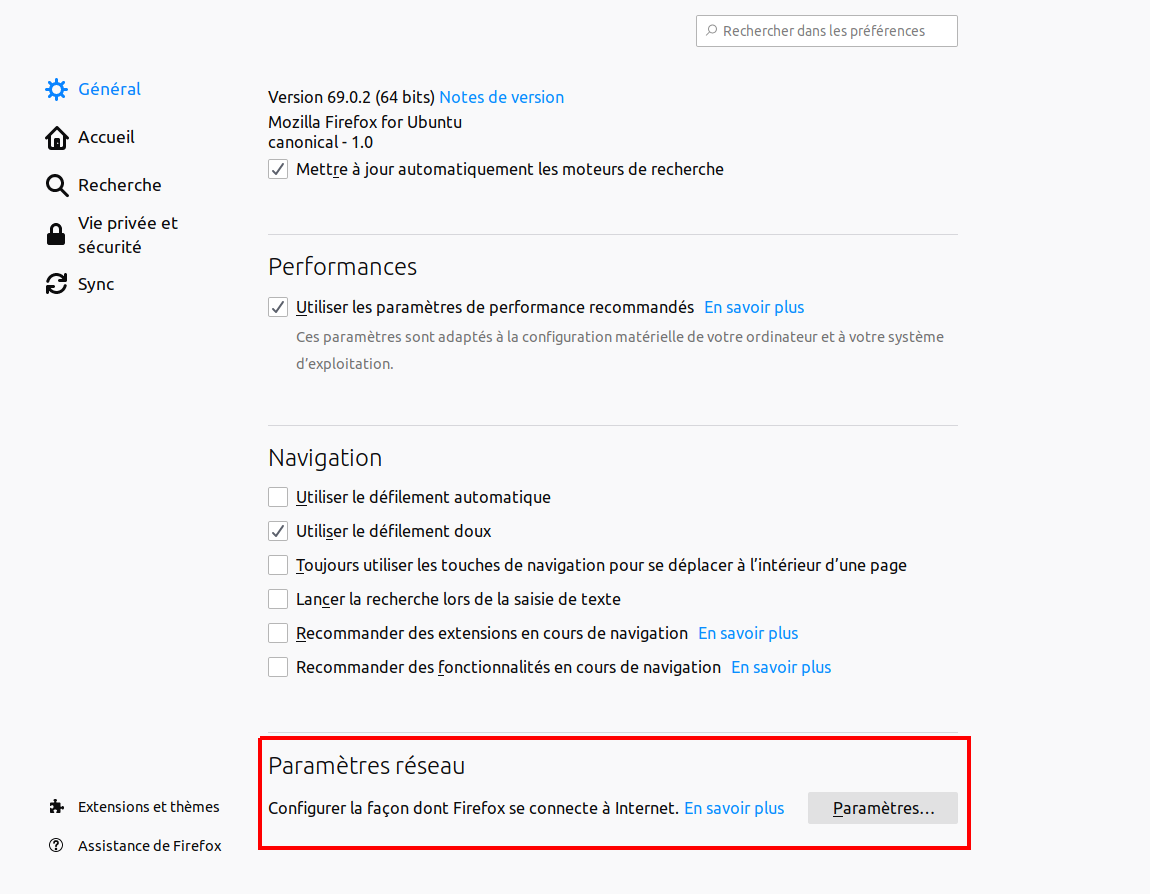 Rechercher dans les préférences
Général
Accueil
Recherche
Vie privée et
sécurité
Sync
Version 69.0.2 (64 bits) Notes de version
Mozilla Firefox for Ubuntu
canonical - 1.0
Mettre à jour automatiquement les moteurs de recherche
Performances
Utiliser les paramètres de performance recommandés En savoir plus
Ces paramètres sont adaptés à la configuration matérielle de votre ordinateur et à votre système
d’exploitation.
Navigation
Utiliser le défilement automatique
Utiliser le défilement doux
Toujours utiliser les touches de navigation pour se déplacer à l’intérieur d’une page
Lancer la recherche lors de la saisie de texte
Recommander des extensions en cours de navigation En savoir plus
Recommander des fonctionnalités en cours de navigation En savoir plus
Paramètres réseau
Configurer la façon dont Firefox se connecte à Internet. En savoir plus Paramètres…
Extensions et thèmes
Assistance de Firefox